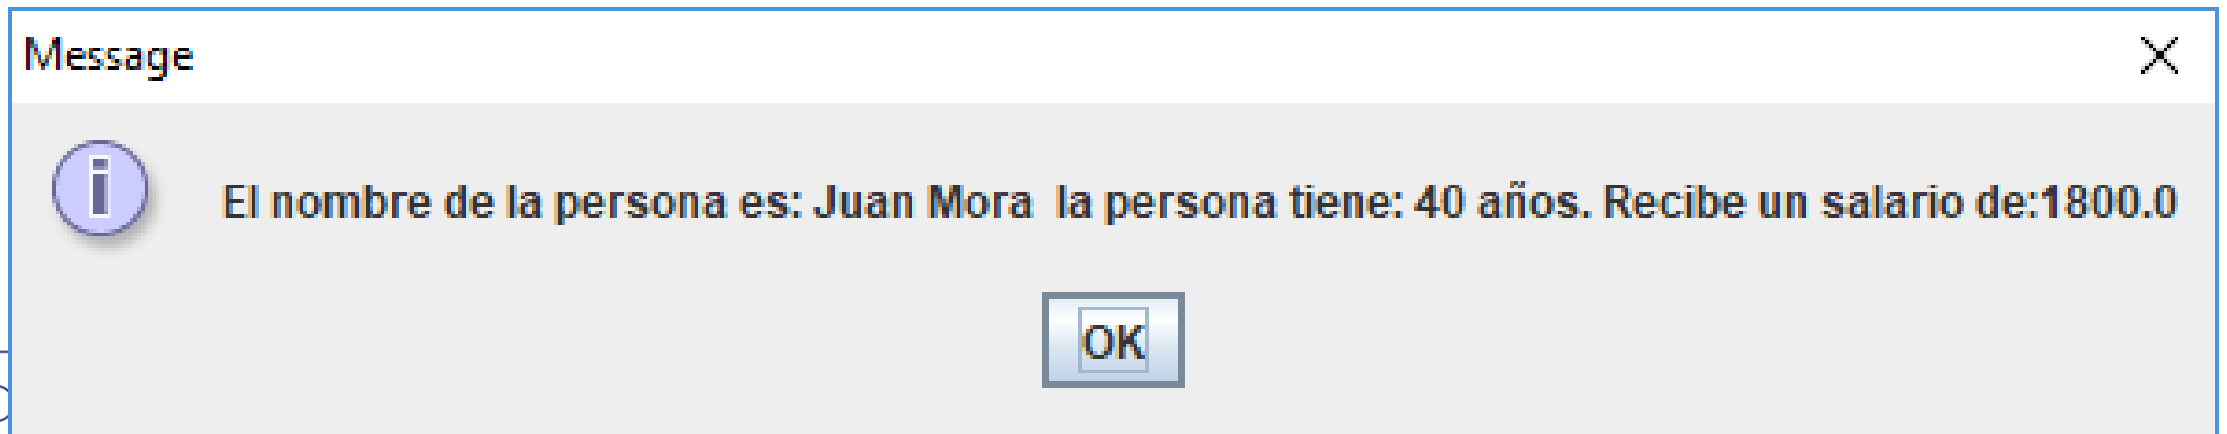 Message
El nombre de la persona es: Juan Mora  la persona tiene: 40 años. Recibe un salario de:1800.0
OK